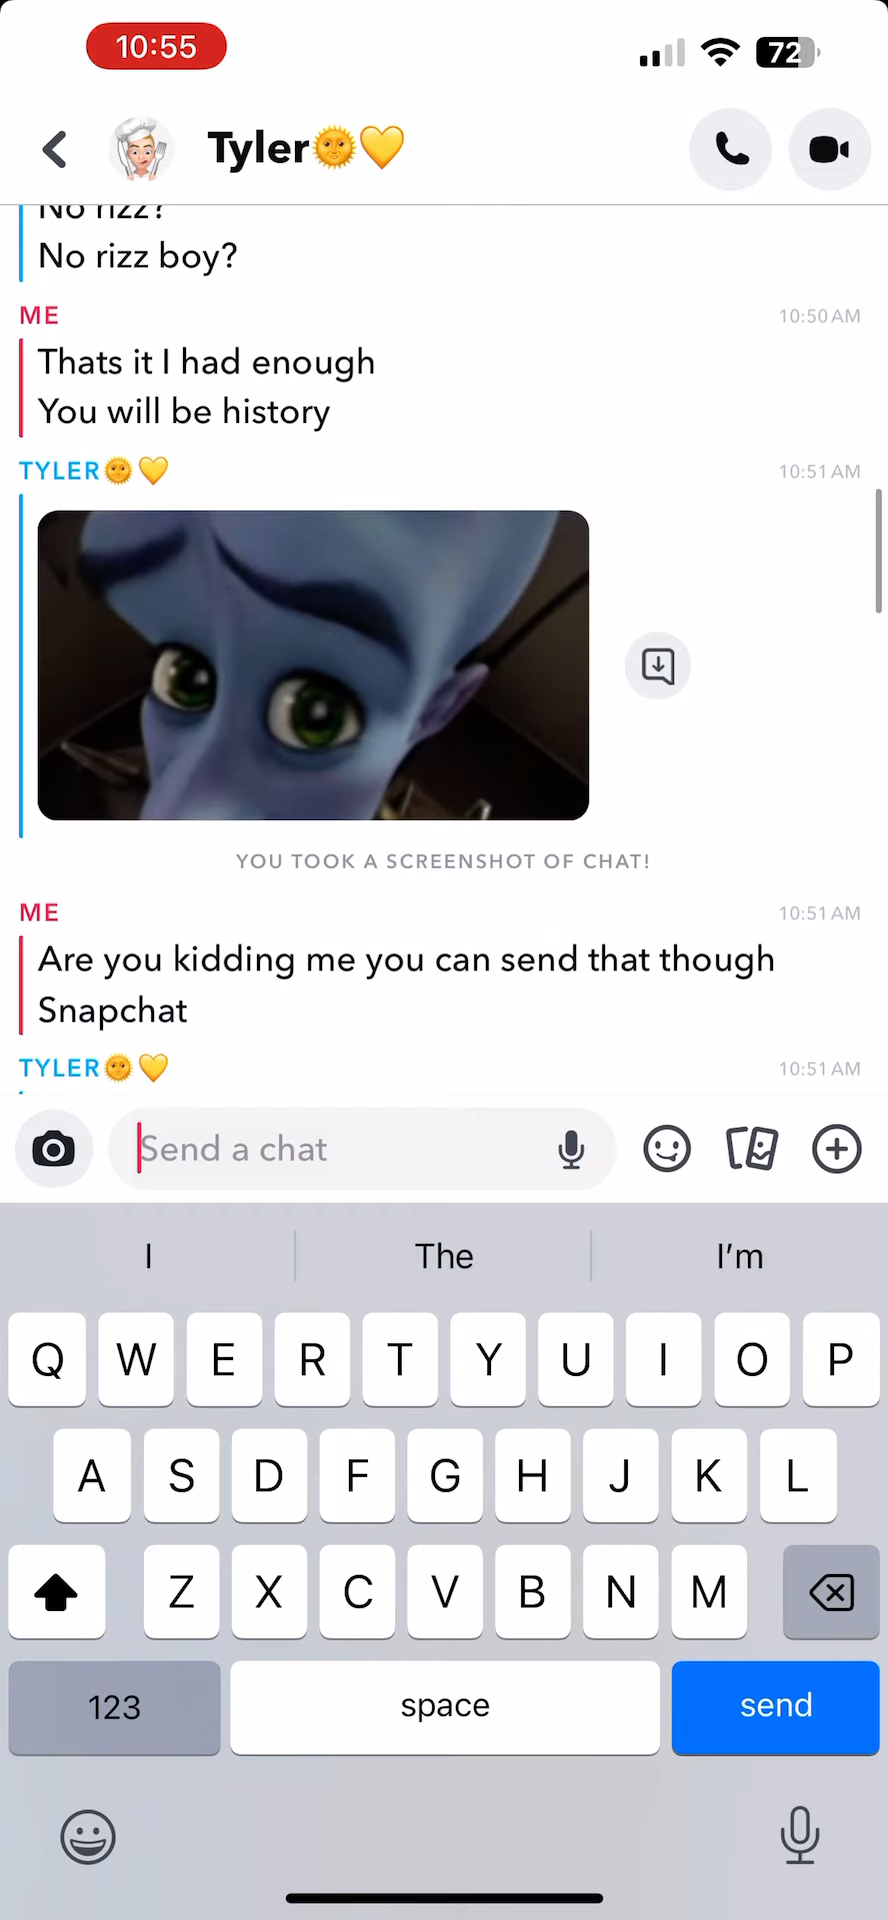 10:55
72
Tyler🌞💛
No rizz?
No rizz boy?
ME
10:50 AM
Thats it I had enough
You will be history
TYLER🌞💛
10:51 AM
YOU TOOK A SCREENSHOT OF CHAT!
ME
10:51 AM
Are you kidding me you can send that though
Snapchat
TYLER🌞💛
10:51 AM
Send a chat
I
The
I'm
Q W E R T Y U I O P
A S D F G H J K L
Z X C V B N M
123
space
send